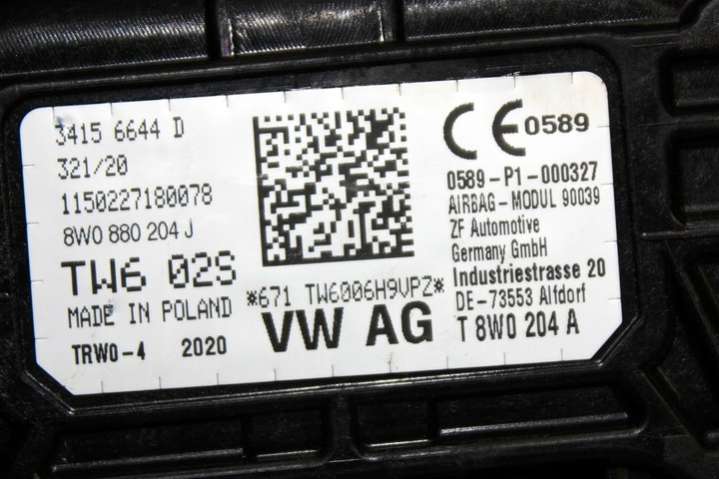 3415 6644 D
321/20
1150227180078
8W0 880 204 J
TW6 02S
MADE IN POLAND
TRW0-4 2020
*671 TW6006H9VPZ*
VW AG
CE 0589
0589-P1-000327
AIRBAG-MODUL 90039
ZF Automotive
Germany GmbH
Industriestrasse 20
DE-73553 Alfdorf
T 8W0 204 A